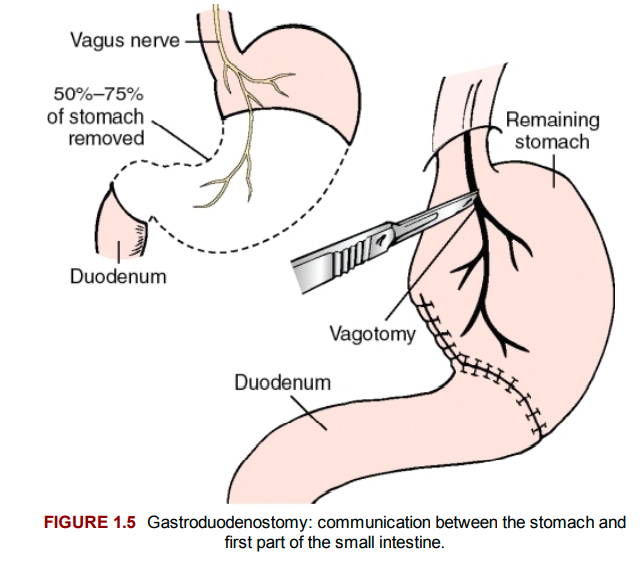 Vagus nerve
50%–75%
of stomach
removed
Duodenum
Remaining
stomach
Vagotomy
Duodenum
FIGURE 1.5 Gastroduodenostomy: communication between the stomach and
first part of the small intestine.